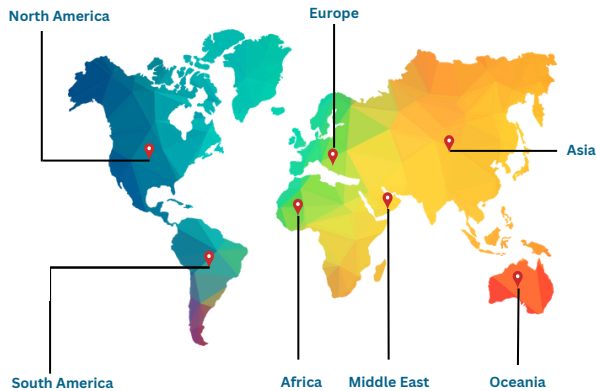 Europe
North America
Asia
South America
Africa
Middle East
Oceania